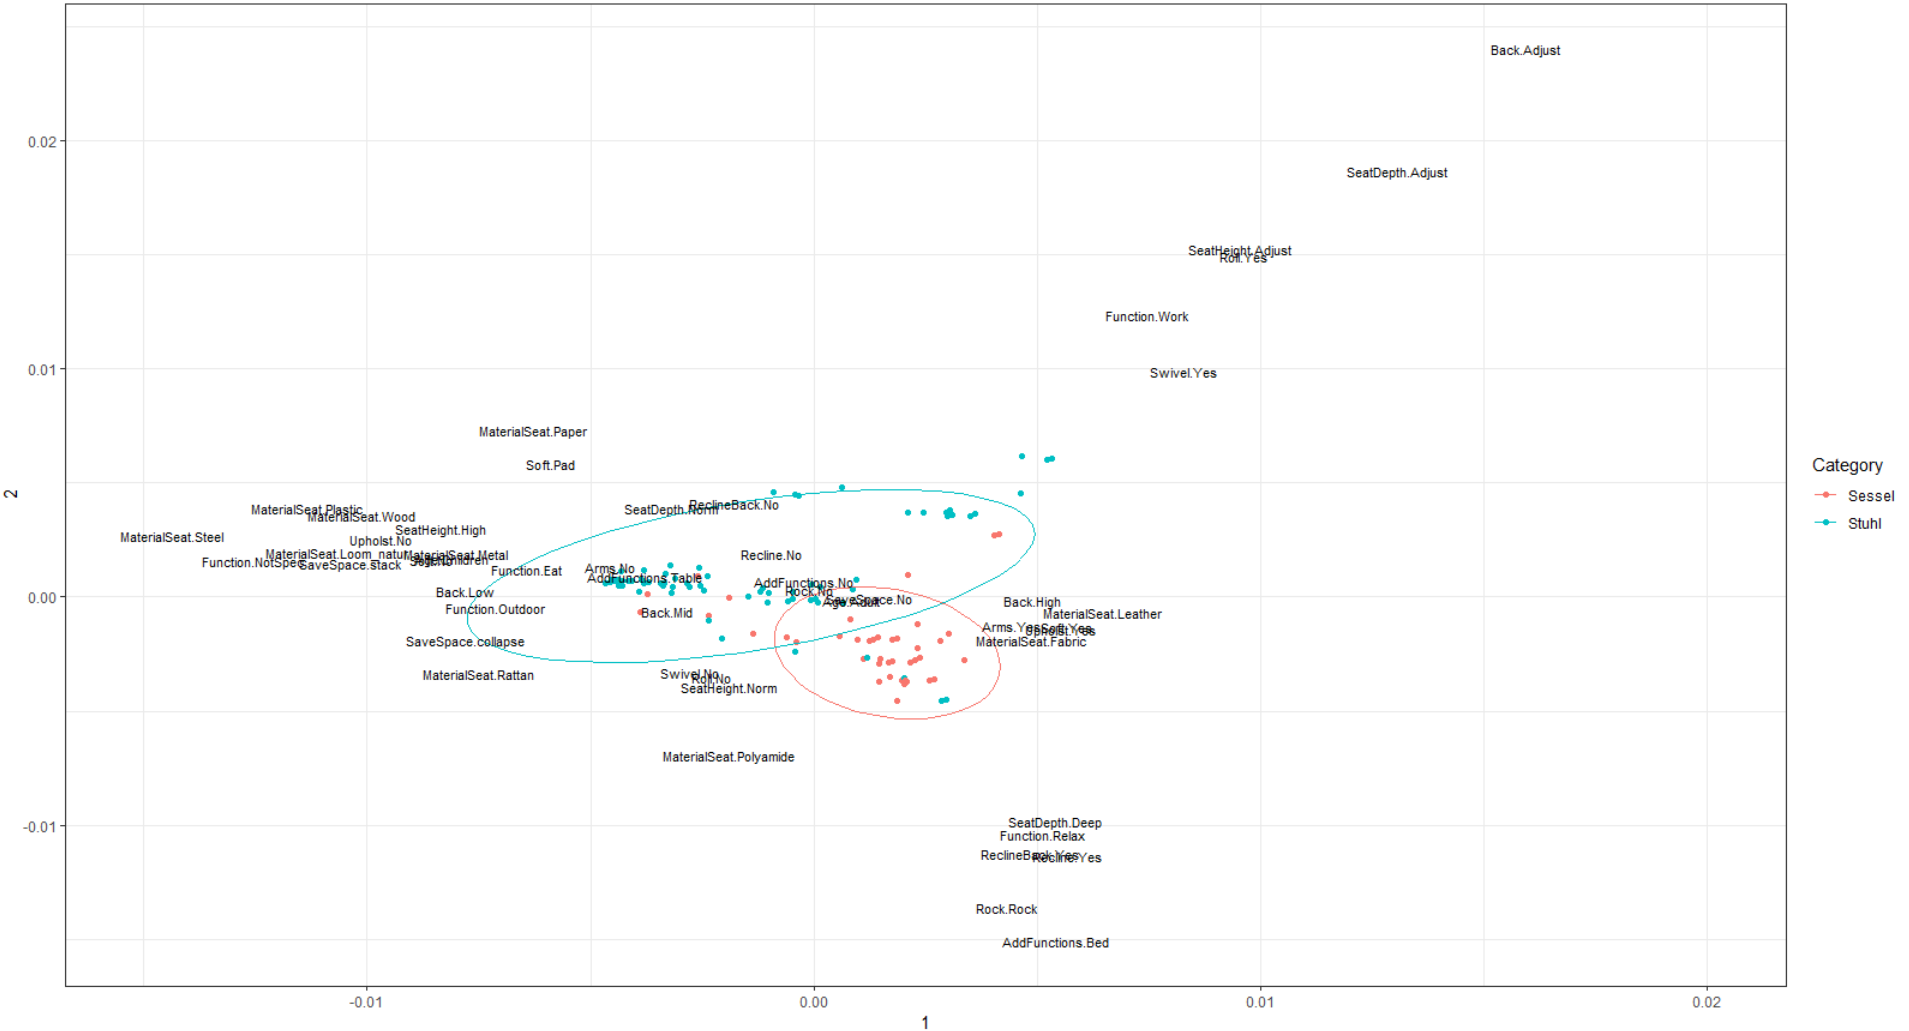 Back.Adjust
0.02
SeatDepth.Adjust
SeatHeight.Adjust
Roll.Yes
Function.Work
0.01
Swivel.Yes
MaterialSeat.Paper
Soft.Pad
Category
2
Sessel
Stuhl
MaterialSeat.Plastic
SeatDepth.Norm
ReclineBack.No
MaterialSeat.Wood
SeatHeight.High
MaterialSeat.Steel
Upholst.No
MaterialSeat.Loom_natur
MaterialSeat.Metal
Recline.No
Function.NotSpec
SaveSpace.stack
Function.Eat
Arms.No
AddFunctions.Table
AddFunctions.No
Back.Low
Rock.No
0.00
SaveSpace.No
Age.Adult
Back.High
Function.Outdoor
Back.Mid
MaterialSeat.Leather
Arms.Yes
Soft.Yes
Upholst.Yes
SaveSpace.collapse
MaterialSeat.Fabric
MaterialSeat.Rattan
Swivel.No
Roll.No
SeatHeight.Norm
MaterialSeat.Polyamide
-0.01
SeatDepth.Deep
Function.Relax
ReclineBack.Yes
Recline.Yes
Rock.Rock
AddFunctions.Bed
-0.01
0.00
0.01
0.02
1